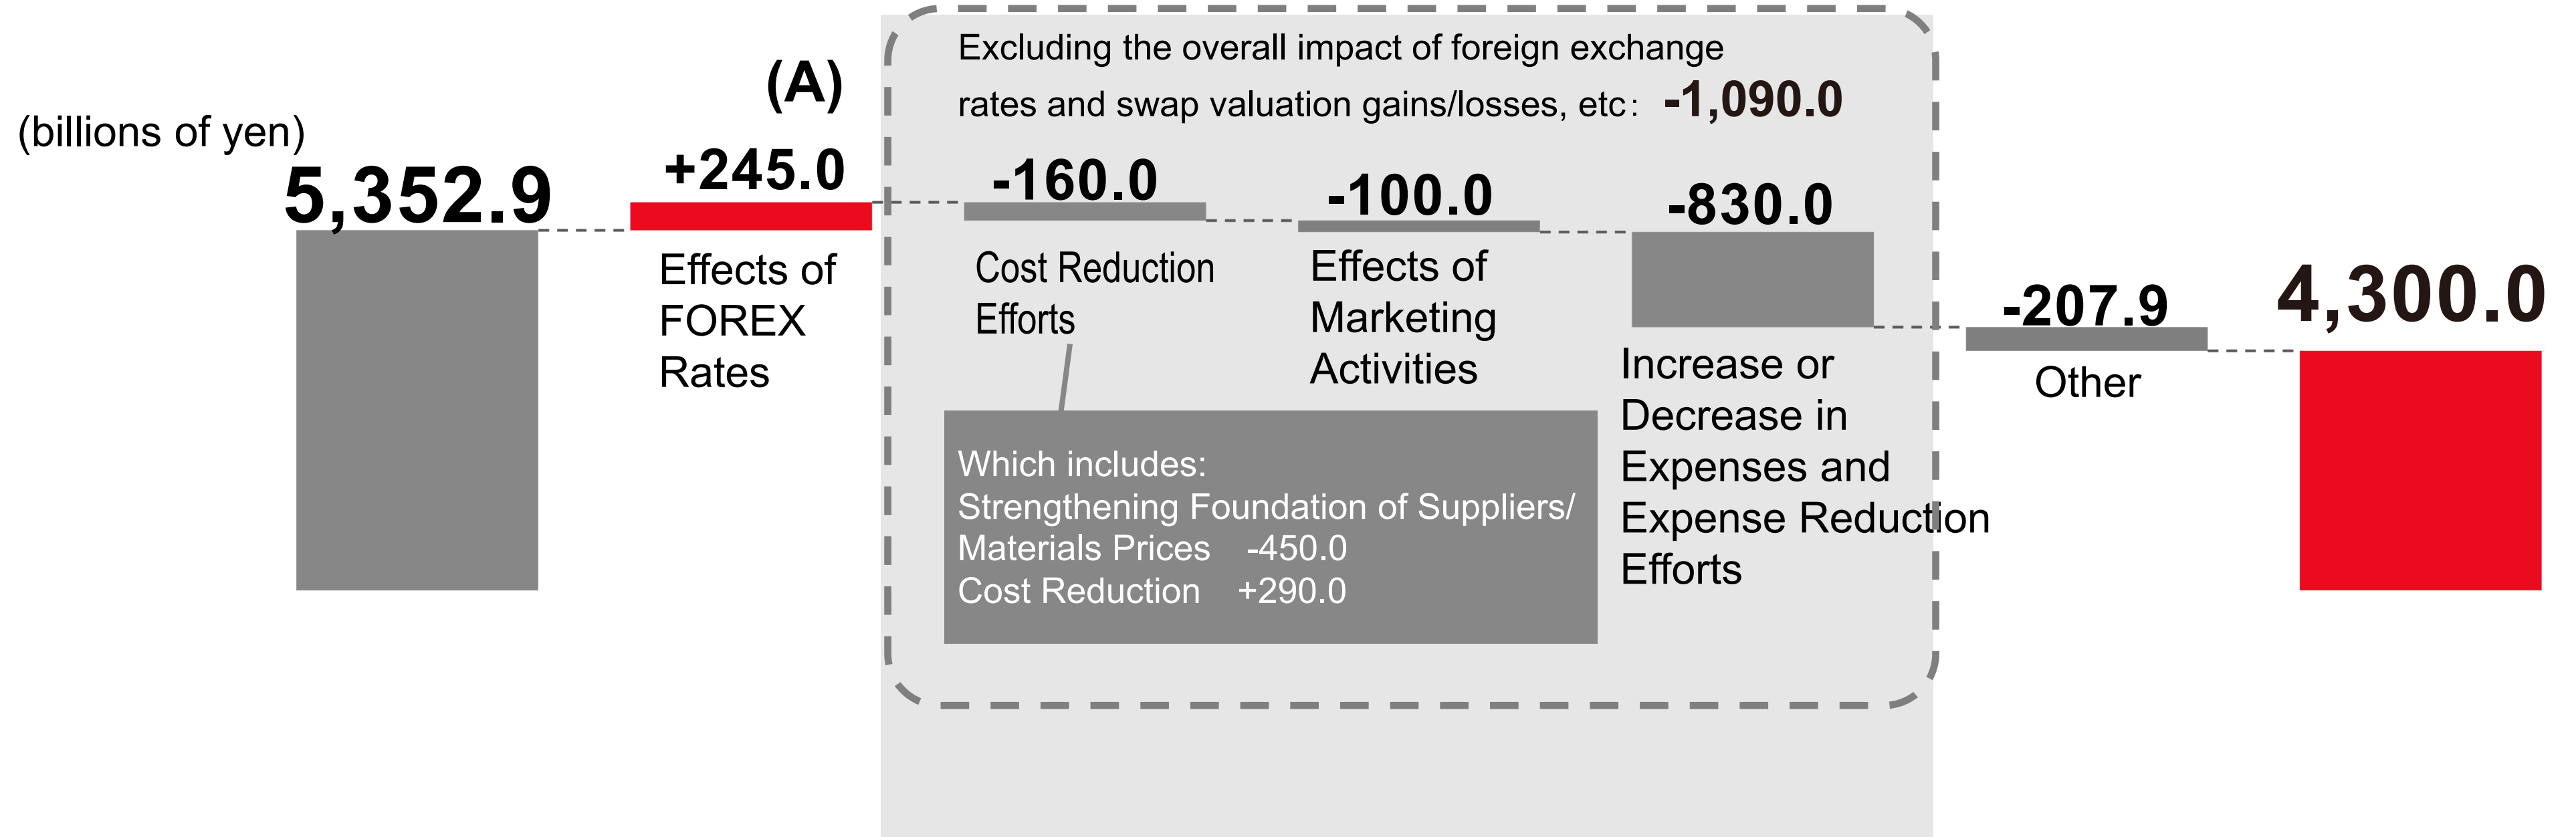 (billions of yen)
5,352.9
(A)
+245.0
Effects of
FOREX
Rates
Excluding the overall impact of foreign exchange
rates and swap valuation gains/losses, etc: -1,090.0
-160.0
Cost Reduction
Efforts
Which includes:
Strengthening Foundation of Suppliers/
Materials Prices -450.0
Cost Reduction +290.0
-100.0
Effects of
Marketing
Activities
-830.0
Increase or
Decrease in
Expenses and
Expense Reduction
Efforts
-207.9
Other
4,300.0